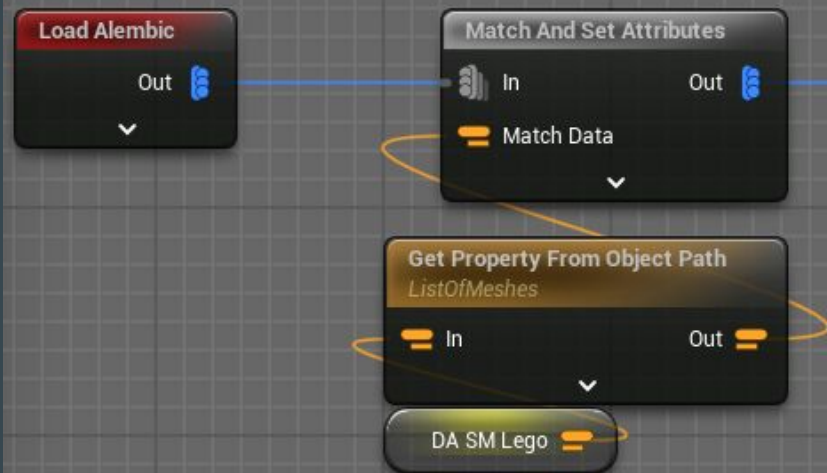 Load Alembic
Out
Match And Set Attributes
In
Out
Match Data
Get Property From Object Path
ListOfMeshes
In
Out
DA SM Lego